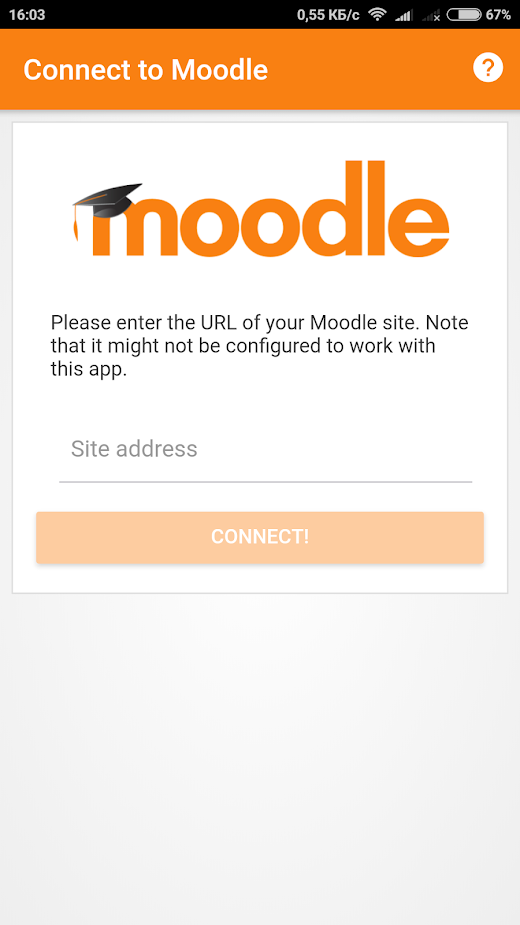 16:03 0,55 КБ/с 67%
Connect to Moodle ?
moodle
Please enter the URL of your Moodle site. Note
that it might not be configured to work with
this app.
Site address
CONNECT!